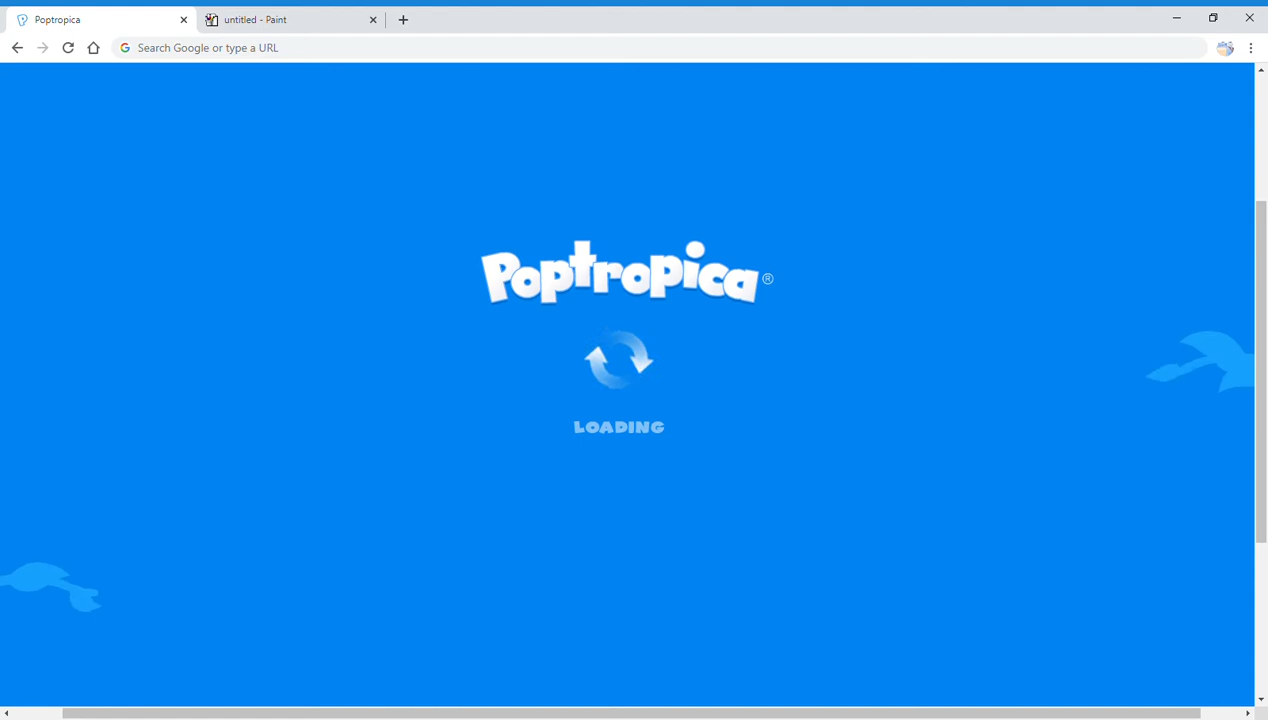 Poptropica
untitled - Paint
Search Google or type a URL
Poptropica®
LOADING